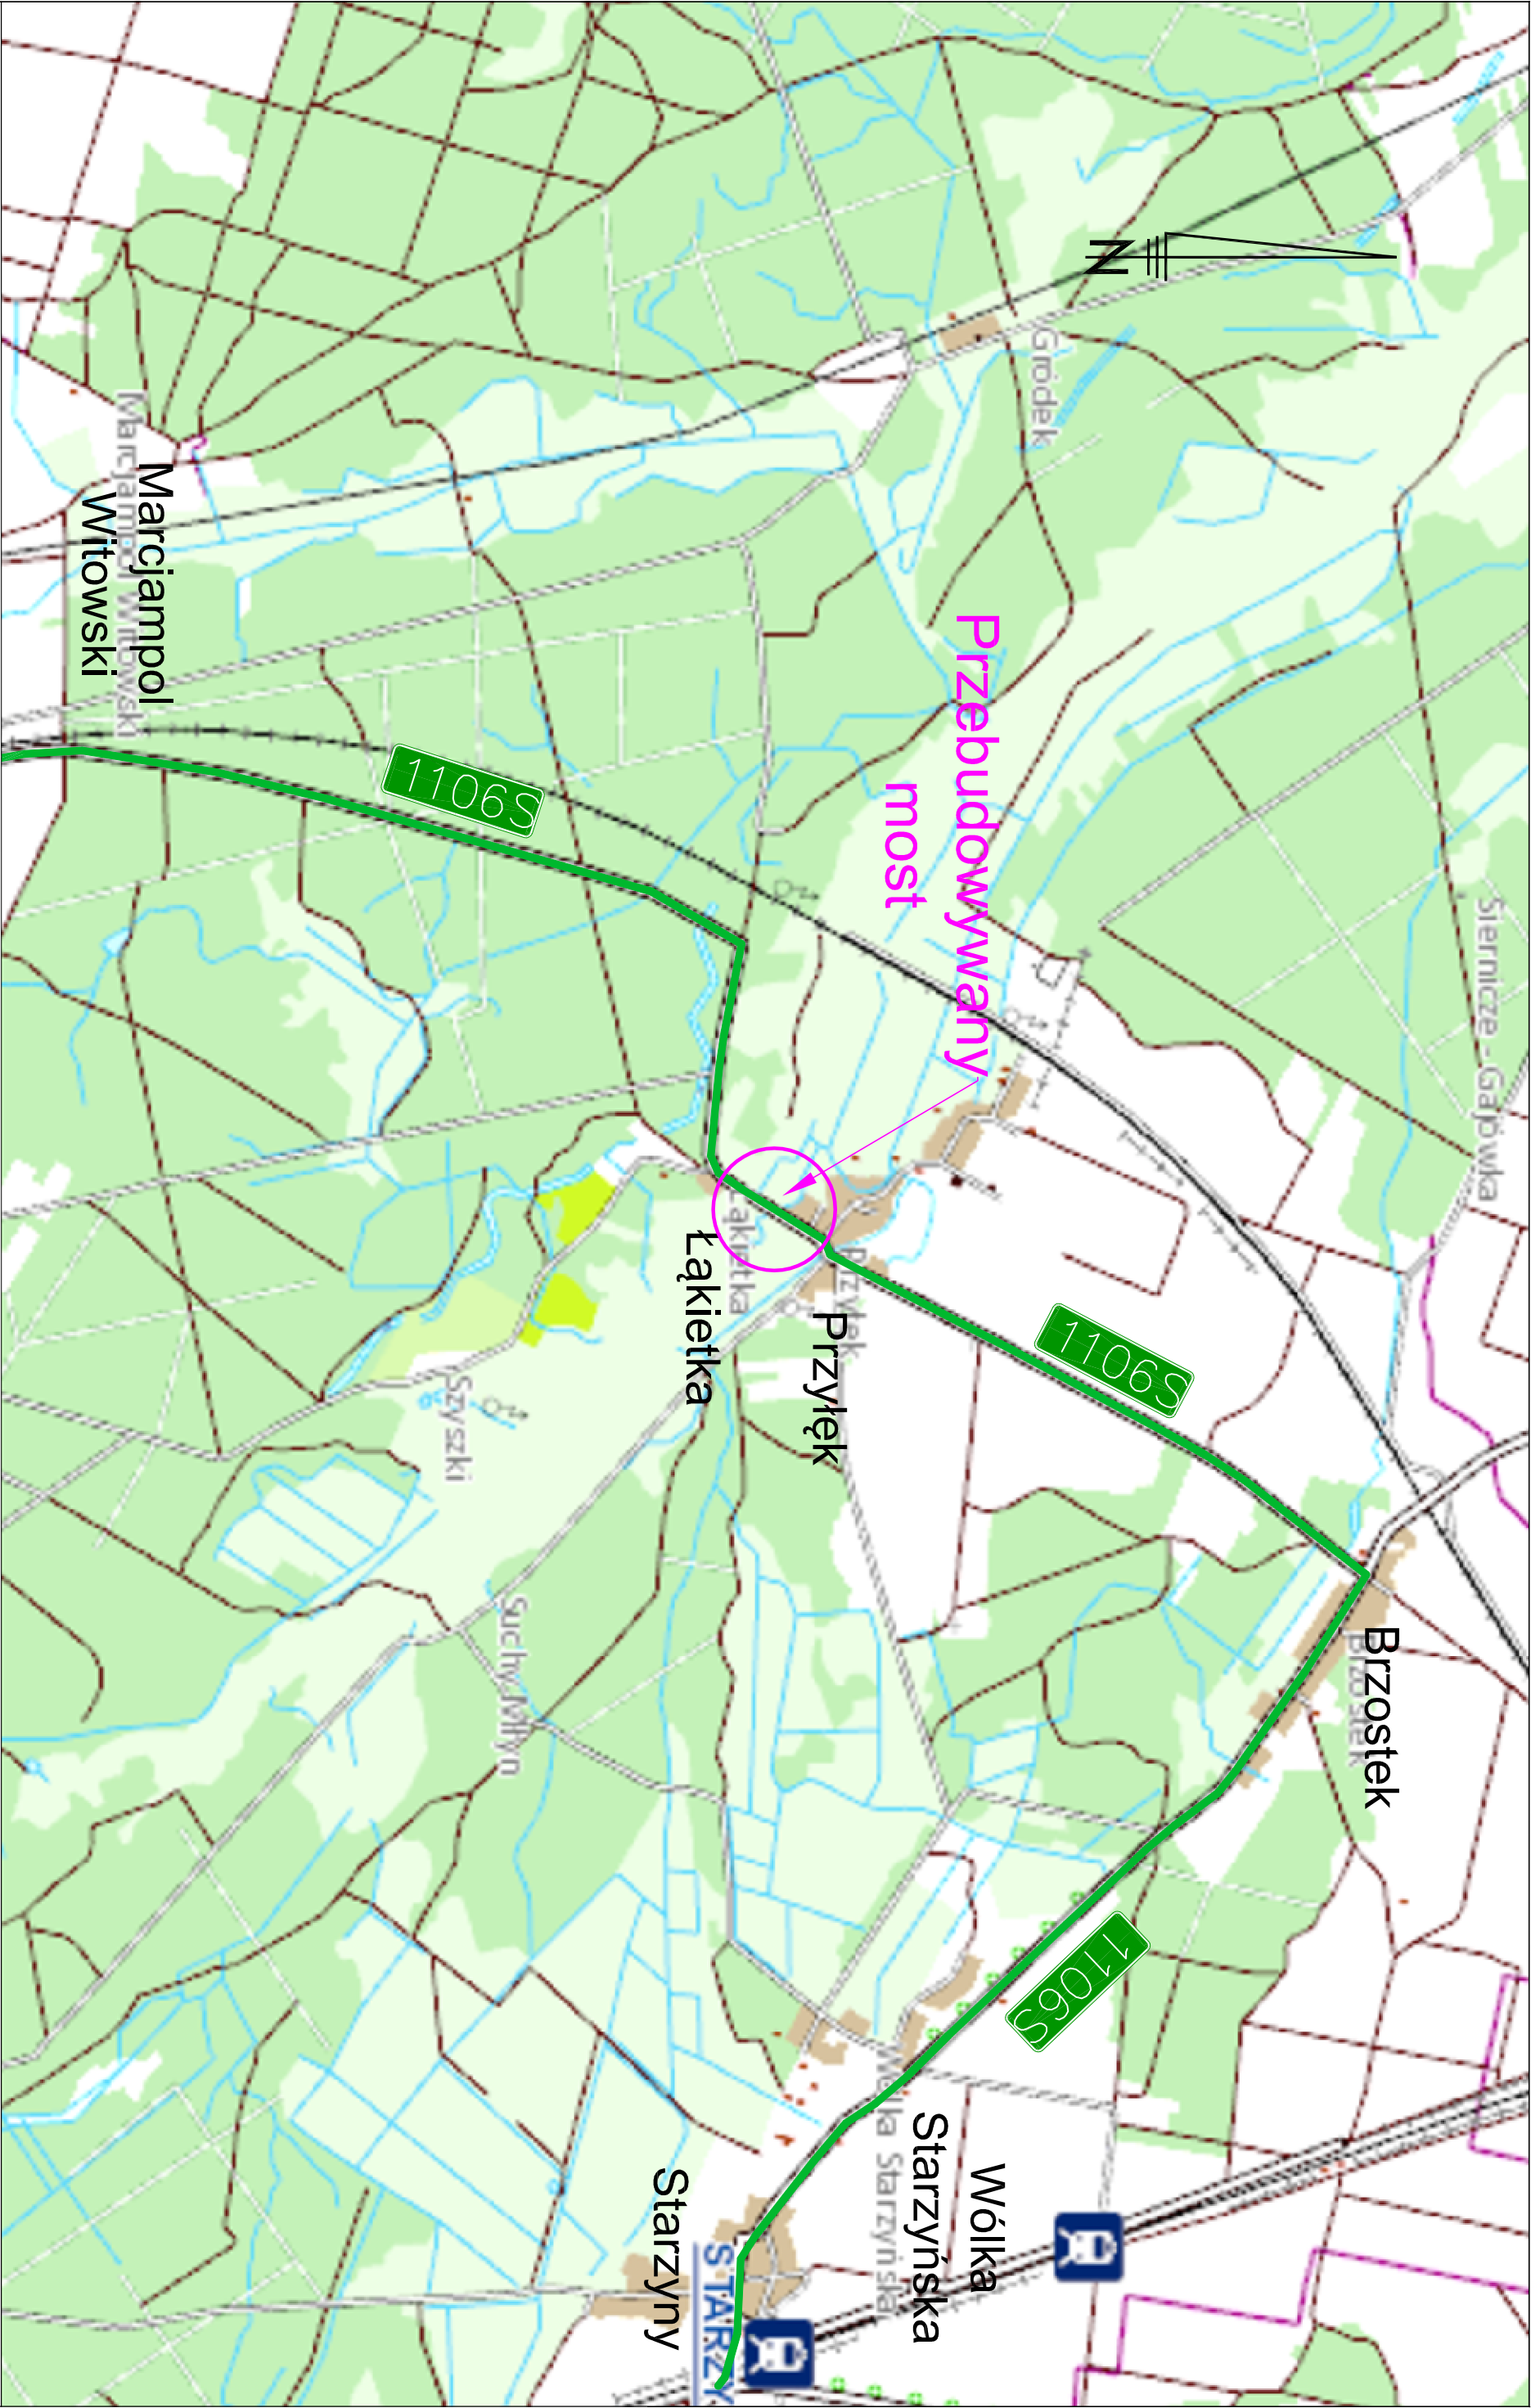 N
Gródek
Siernicze - Gajówka
Przebudowywany
most
Marcjampol
Witowski
Marcjampol Witowski
1106S
Łąkietka
Łąkietka
Przyłęk
Przyłęk
1106S
Szyszki
Suchy Młyn
Brzostek
Brzostek
1106S
Wólka
Starzyńska
Wólka Starzyńska
Starzyny
STARZY